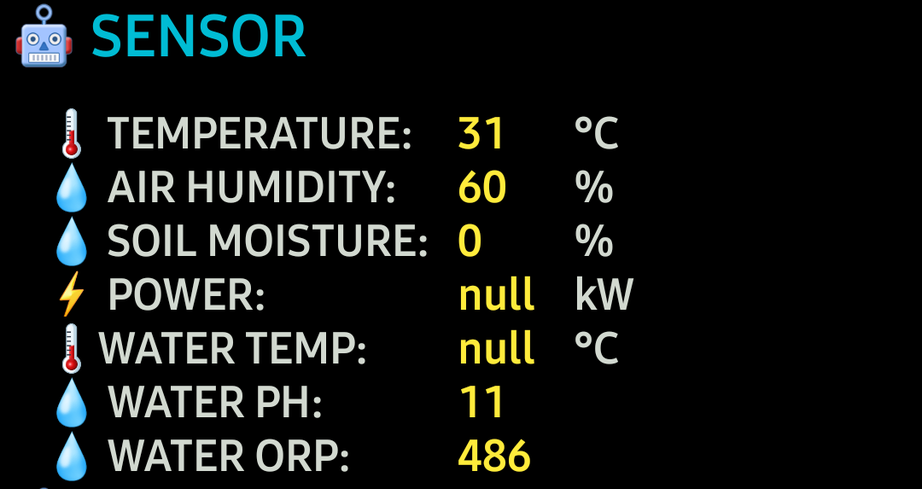 SENSOR
TEMPERATURE: 31 °C
AIR HUMIDITY: 60 %
SOIL MOISTURE: 0 %
POWER: null kW
WATER TEMP: null °C
WATER PH: 11
WATER ORP: 486